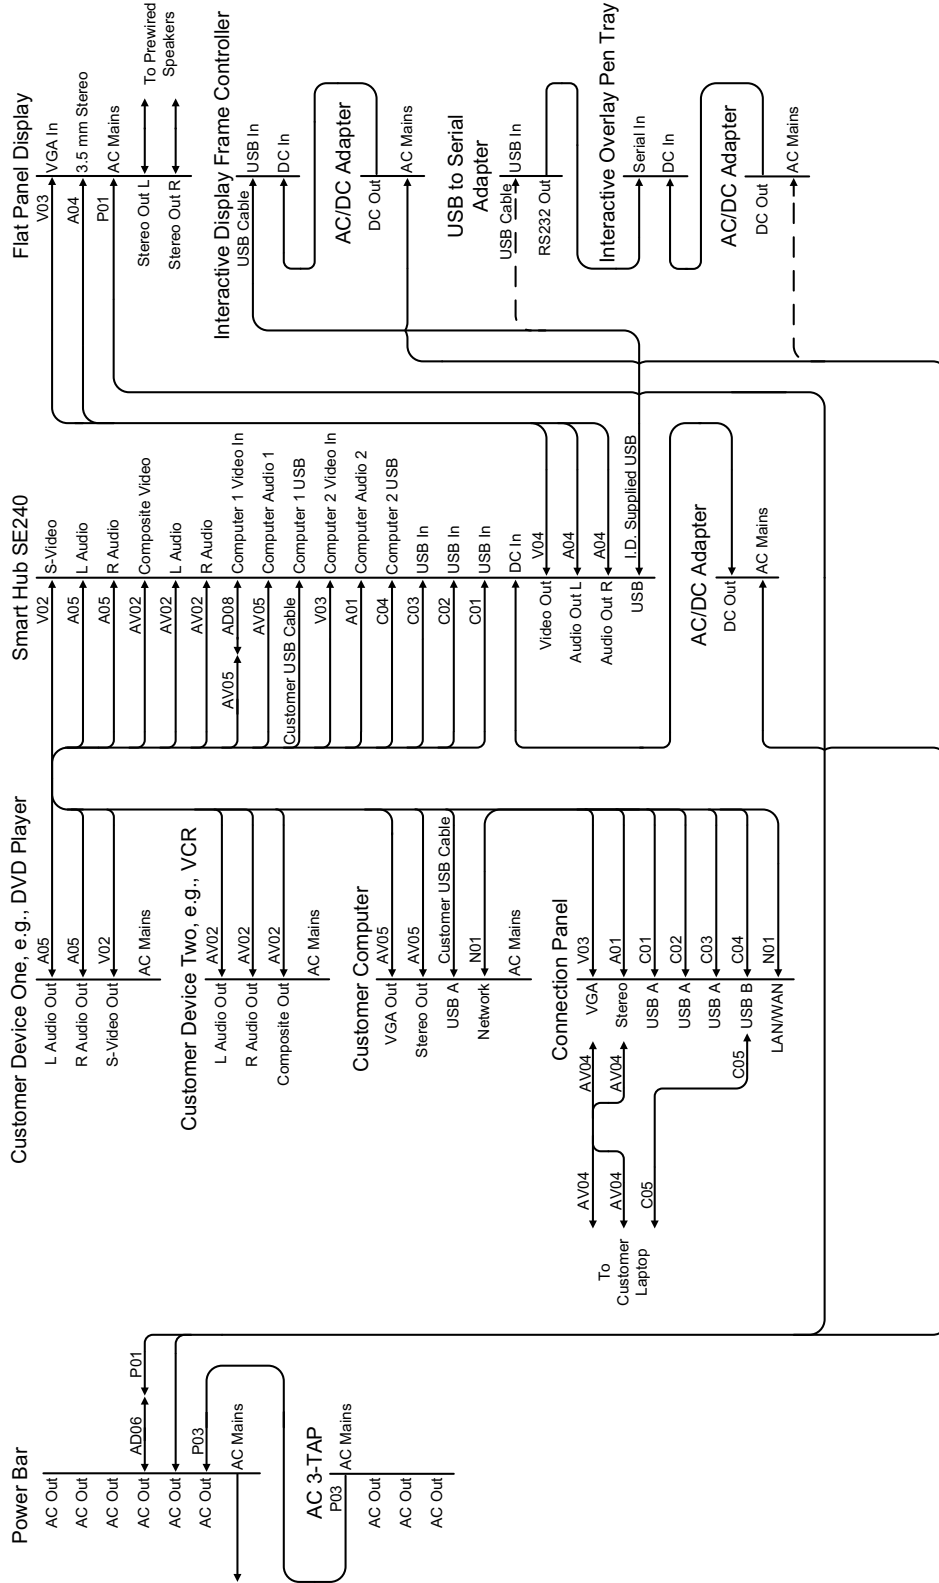 Power Bar
AC Out
AC Out
AC Out
AC Out
AC Out
AC Out
AD06
P01
P03
AC Mains
AC 3-TAP
P03
AC Mains
AC Out
AC Out
AC Out
Customer Device One, e.g., DVD Player
L Audio Out
A05
R Audio Out
A05
S-Video Out
V02
AC Mains
Customer Device Two, e.g., VCR
L Audio Out
AV02
R Audio Out
AV02
Composite Out
AV02
AC Mains
Customer Computer
VGA Out
AV05
Stereo Out
AV05
USB A
Customer USB Cable
Network
N01
AC Mains
Connection Panel
AV04
AV04
VGA
V03
AV04
AV04
Stereo
A01
C05
USB A
C01
USB A
C02
USB A
C03
C05
USB B
C04
LAN/WAN
N01
To
Customer
Laptop
Smart Hub SE240
V02
S-Video
A05
L Audio
A05
R Audio
AV02
Composite Video
AV02
L Audio
AV02
R Audio
AV05
AD08
Computer 1 Video In
AV05
Computer Audio 1
Customer USB Cable
Computer 1 USB
V03
Computer 2 Video In
A01
Computer Audio 2
C04
Computer 2 USB
C03
USB In
C02
USB In
C01
USB In
DC In
Video Out
V04
Audio Out L
A04
Audio Out R
A04
USB
I.D. Supplied USB
AC/DC Adapter
DC Out
AC Mains
Flat Panel Display
V03
VGA In
A04
3.5 mm Stereo
P01
AC Mains
Stereo Out L
Stereo Out R
To Prewired
Speakers
Interactive Display Frame Controller
USB Cable
USB In
DC In
AC/DC Adapter
DC Out
AC Mains
USB to Serial
Adapter
USB Cable
USB In
RS232 Out
Interactive Overlay Pen Tray
Serial In
DC In
AC/DC Adapter
DC Out
AC Mains